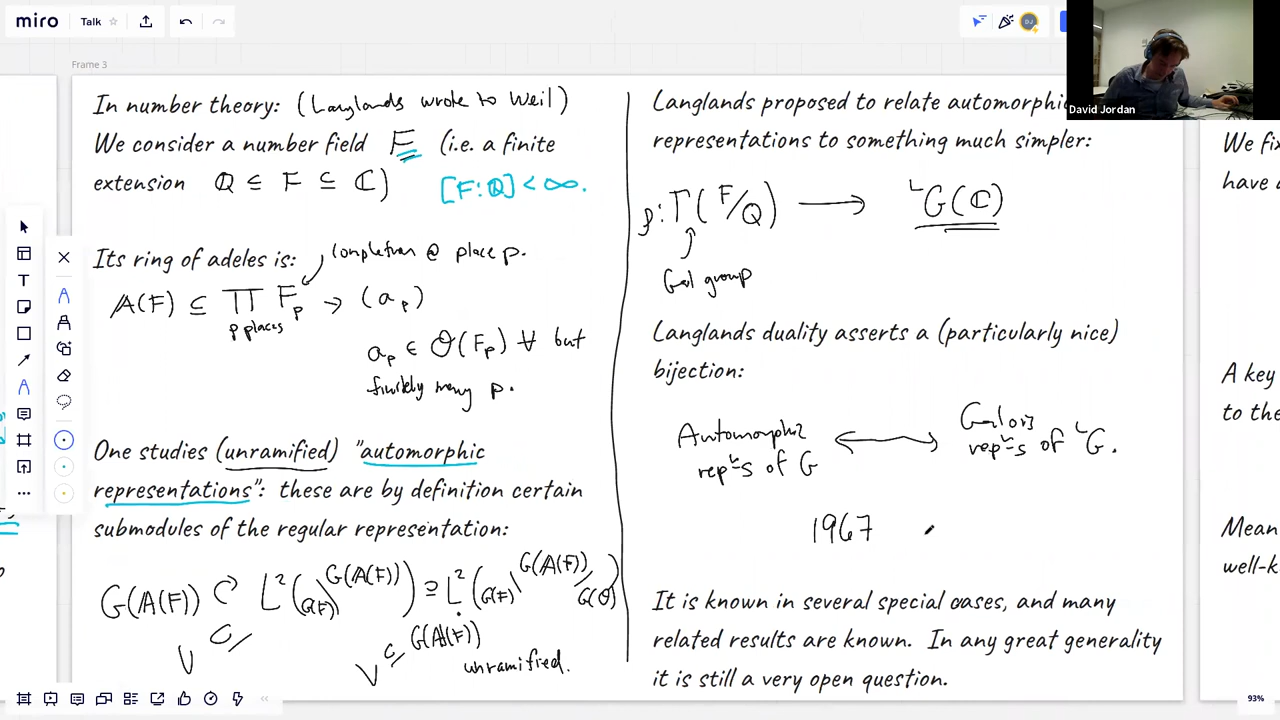 miro
Talk
Frame 3
David Jordan
In number theory: (Langlands wrote to Weil)
We consider a number field F (i.e. a finite
extension ℚ ⊆ F ⊆ ℂ) [F:ℚ] < ∞.
Its ring of adeles is: completion @ place p.
𝔸(F) ⊆ ∏ F_p → (a_p)
p places
a_p ∈ 𝒪(F_p) ∀ but
finitely many p.
One studies (unramified) "automorphic
representations": these are by definition certain
submodules of the regular representation:
G(𝔸(F)) ↻ L²(G(F)\G(𝔸(F))) ⊇ L²(G(F)\G(𝔸(F))/G(𝒪))
V ⊆
V ⊆ G(𝔸(F))
unramified.
Langlands proposed to relate automorphic
representations to something much simpler:
ρ: Γ(F/ℚ) → ᴸG(ℂ)
Gal group
Langlands duality asserts a (particularly nice)
bijection:
Automorphic ↔ Galois
repⁿs of G repⁿs of ᴸG.
1967
It is known in several special cases, and many
related results are known. In any great generality
it is still a very open question.
We fi
have a
A key
to the
Mean
well-k
93%